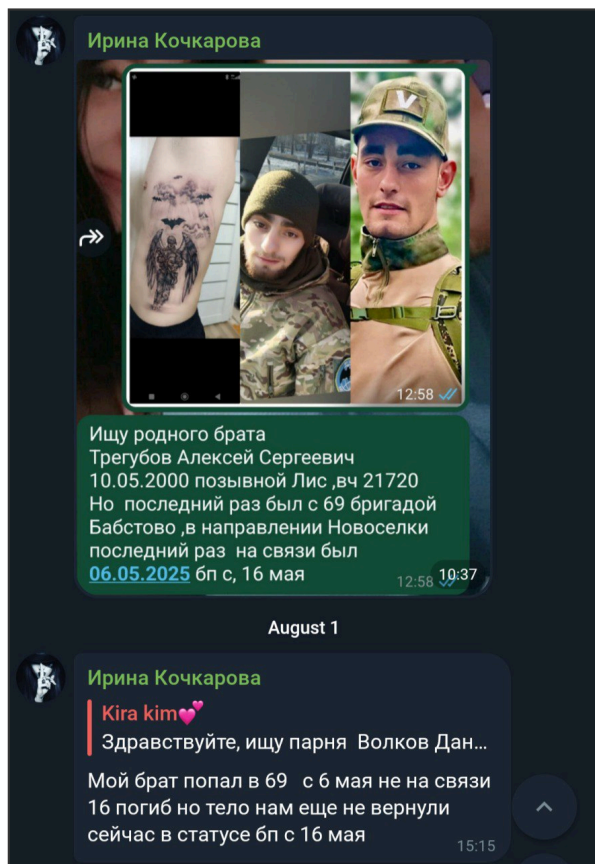 Ирина Кочкарова
V
12:58
Ищу родного брата
Трегубов Алексей Сергеевич
10.05.2000 позывной Лис ,вч 21720
Но последний раз был с 69 бригадой
Бабстово ,в направлении Новоселки
последний раз на связи был
06.05.2025 бп с, 16 мая
12:58
10:37
August 1
Ирина Кочкарова
Kira kim💕
Здравствуйте, ищу парня Волков Дан...
Мой брат попал в 69 с 6 мая не на связи
16 погиб но тело нам еще не вернули
сейчас в статусе бп с 16 мая
15:15